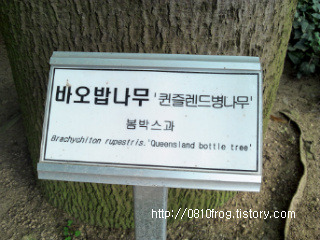 바오밥나무 '퀸즐랜드병나무'
봄박스과
Brachychiton rupestris.'Queensland bottle tree'
http://0810frog.tistory.com